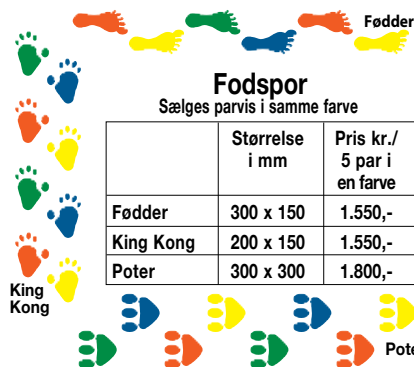 Fødder
Fodspor
Sælges parvis i samme farve
Størrelse i mm
Pris kr./ 5 par i en farve
Fødder 300 x 150 1.550,-
King Kong 200 x 150 1.550,-
Poter 300 x 300 1.800,-
King
Kong